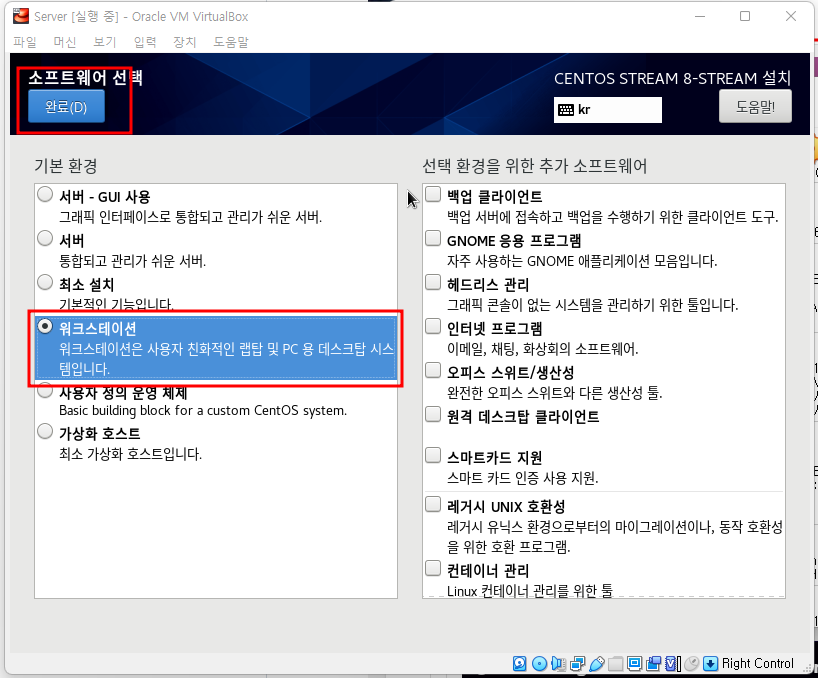 Server [실행 중] - Oracle VM VirtualBox
파일 머신 보기 입력 장치 도움말
소프트웨어 선택
CENTOS STREAM 8-STREAM 설치
완료(D)
kr
도움말!
기본 환경
서버 - GUI 사용
그래픽 인터페이스로 통합되고 관리가 쉬운 서버.
서버
통합되고 관리가 쉬운 서버.
최소 설치
기본적인 기능입니다.
워크스테이션
워크스테이션은 사용자 친화적인 랩탑 및 PC 용 데스크탑 시스
템입니다.
사용자 정의 운영 체제
Basic building block for a custom CentOS system.
가상화 호스트
최소 가상화 호스트입니다.
선택 환경을 위한 추가 소프트웨어
백업 클라이언트
백업 서버에 접속하고 백업을 수행하기 위한 클라이언트 도구.
GNOME 응용 프로그램
자주 사용하는 GNOME 애플리케이션 모음입니다.
헤드리스 관리
그래픽 콘솔이 없는 시스템을 관리하기 위한 툴입니다.
인터넷 프로그램
이메일, 채팅, 화상회의 소프트웨어.
오피스 스위트/생산성
완전한 오피스 스위트와 다른 생산성 툴.
원격 데스크탑 클라이언트
스마트카드 지원
스마트 카드 인증 사용 지원.
레거시 UNIX 호환성
레거시 유닉스 환경으로부터의 마이그레이션이나, 동작 호환성
을 위한 호환 프로그램.
컨테이너 관리
Linux 컨테이너 관리를 위한 툴
Right Control